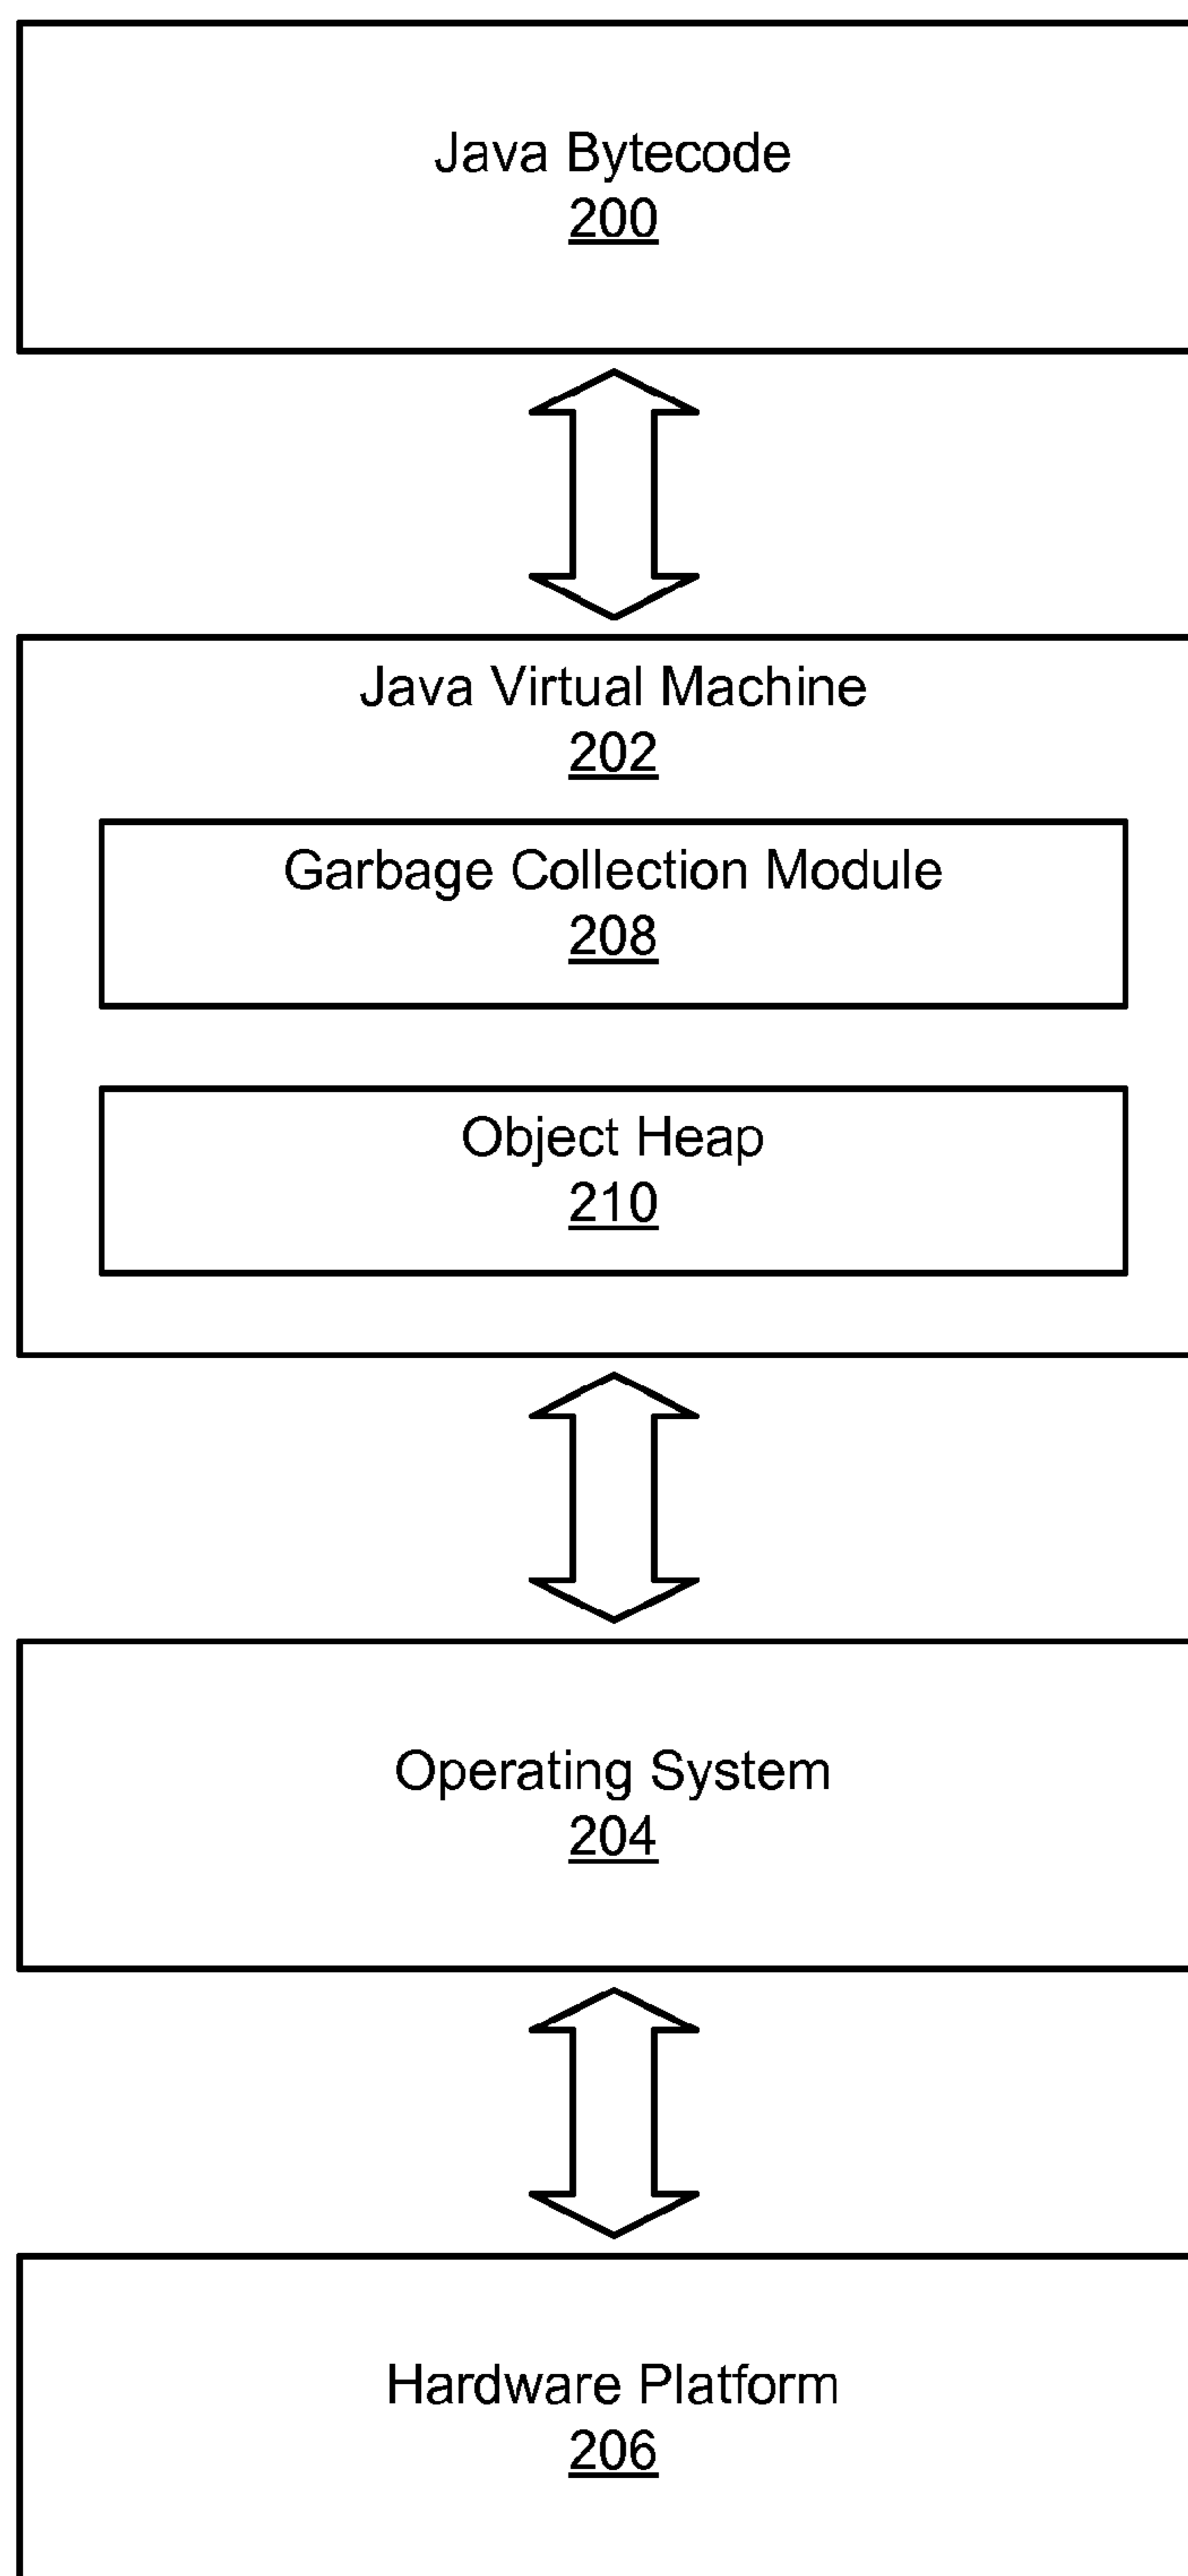 Java Bytecode
200
Java Virtual Machine
202
Garbage Collection Module
208
Object Heap
210
Operating System
204
Hardware Platform
206